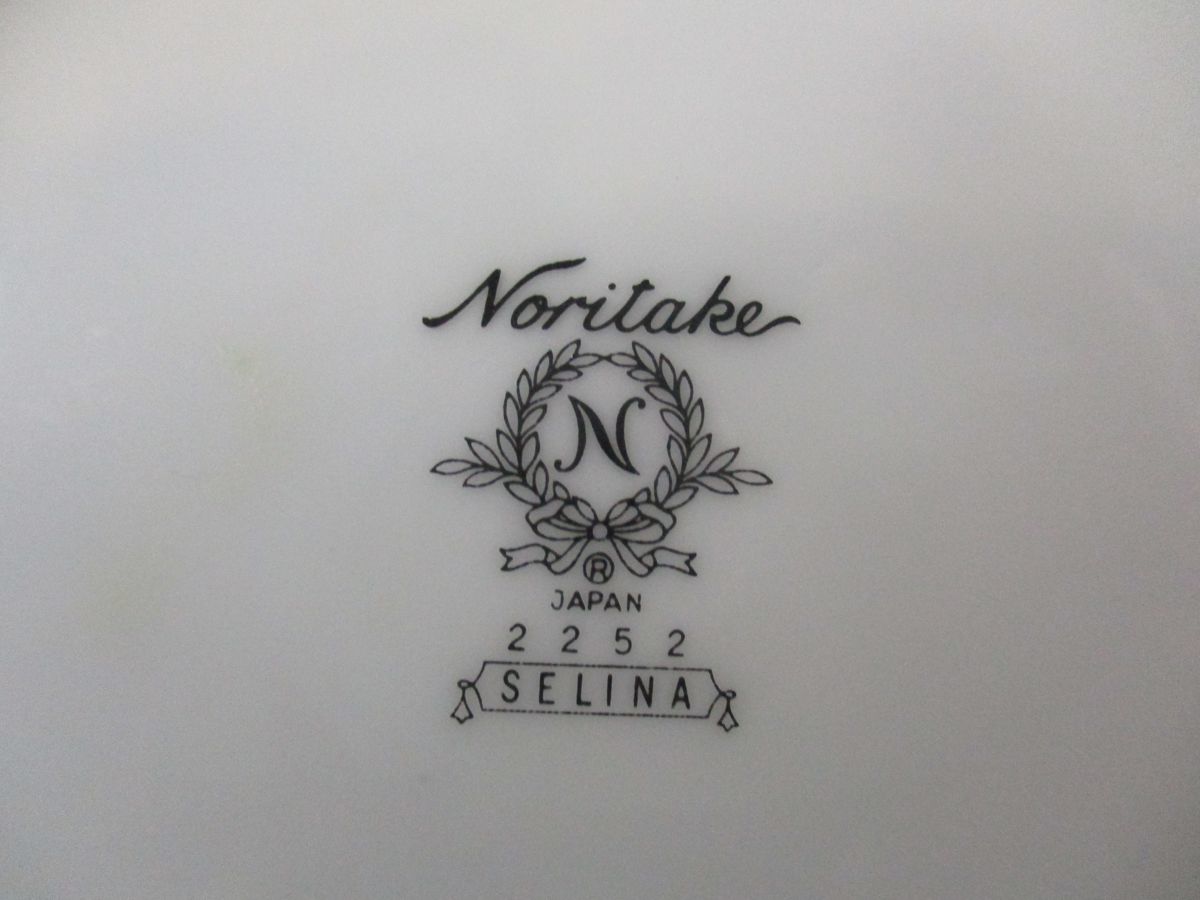 Noritake
N
®
JAPAN
2252
SELINA